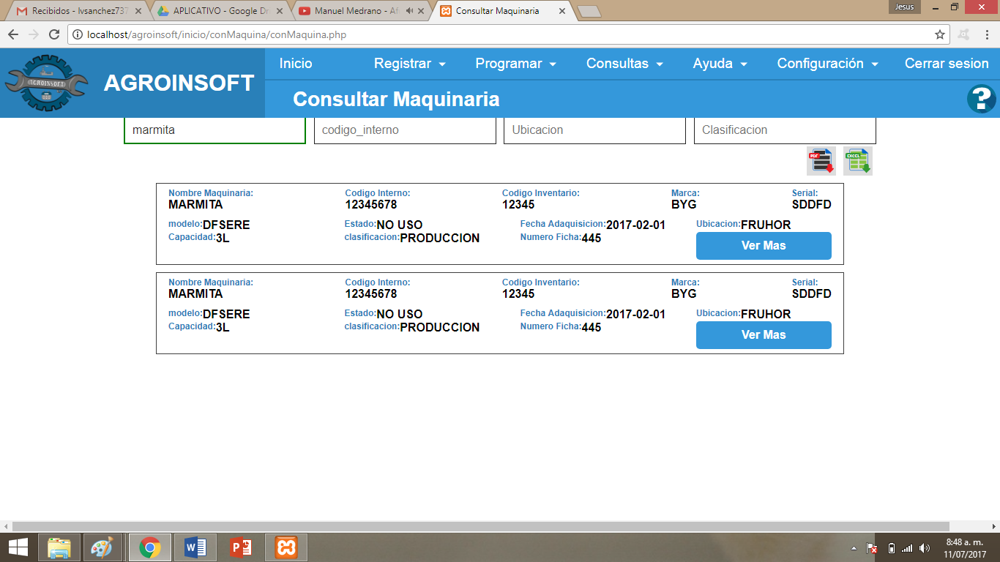 Recibidos - lvsanchez737
APLICATIVO - Google Dri
Manuel Medrano - Af
Consultar Maquinaria
Jesus
localhost/agroinsoft/inicio/conMaquina/conMaquina.php
AGROINSOFT
AGROINSOFT
Inicio
Registrar
Programar
Consultas
Ayuda
Configuración
Cerrar sesion
Consultar Maquinaria
?
marmita
codigo_interno
Ubicacion
Clasificacion
PDF
EXCEL
Nombre Maquinaria: Codigo Interno: Codigo Inventario: Marca: Serial:
MARMITA 12345678 12345 BYG SDDFD
modelo:DFSERE Estado:NO USO Fecha Adaquisicion:2017-02-01 Ubicacion:FRUHOR
Capacidad:3L clasificacion:PRODUCCION Numero Ficha:445
Ver Mas
Nombre Maquinaria: Codigo Interno: Codigo Inventario: Marca: Serial:
MARMITA 12345678 12345 BYG SDDFD
modelo:DFSERE Estado:NO USO Fecha Adaquisicion:2017-02-01 Ubicacion:FRUHOR
Capacidad:3L clasificacion:PRODUCCION Numero Ficha:445
Ver Mas
8:48 a. m.
11/07/2017